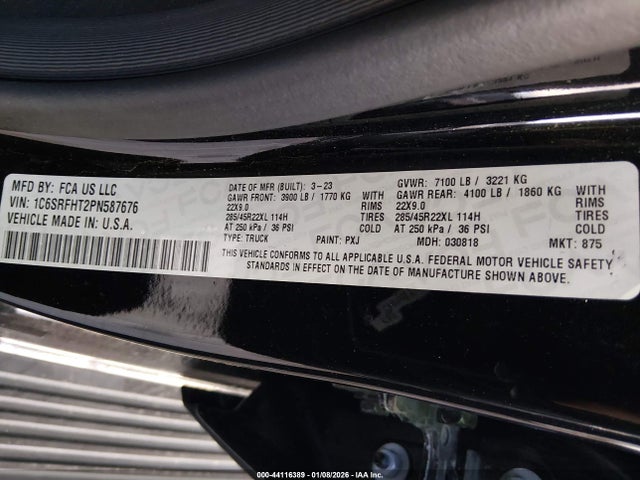 MFD BY: FCA US LLC
VIN: 1C6SRFHT2PN587676
VEHICLE MADE IN U.S.A.
DATE OF MFR (BUILT): 3-23
GAWR FRONT: 3900 LB / 1770 KG
22X9.0 RIMS
285/45R22XL 114H TIRES
AT 250 kPa / 36 PSI COLD
TYPE: TRUCK PAINT: PXJ
GVWR: 7100 LB / 3221 KG
GAWR REAR: 4100 LB / 1860 KG
22X9.0 RIMS
285/45R22XL 114H TIRES
AT 250 kPa / 36 PSI COLD
MDH: 030818 MKT: 875
THIS VEHICLE CONFORMS TO ALL APPLICABLE U.S.A. FEDERAL MOTOR VEHICLE SAFETY
STANDARDS IN EFFECT ON THE DATE OF MANUFACTURE SHOWN ABOVE.
000-44116389 - 01/08/2026 - IAA Inc.